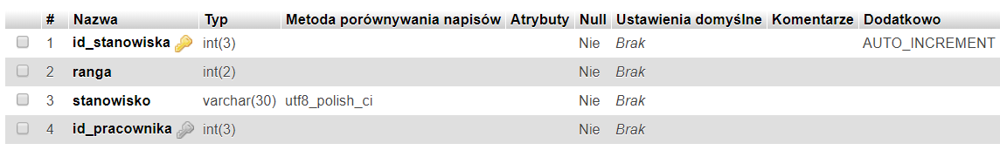 # Nazwa Typ Metoda porównywania napisów Atrybuty Null Ustawienia domyślne Komentarze Dodatkowo
1 id_stanowiska int(3) Nie Brak AUTO_INCREMENT
2 ranga int(2) Nie Brak
3 stanowisko varchar(30) utf8_polish_ci Nie Brak
4 id_pracownika int(3) Nie Brak